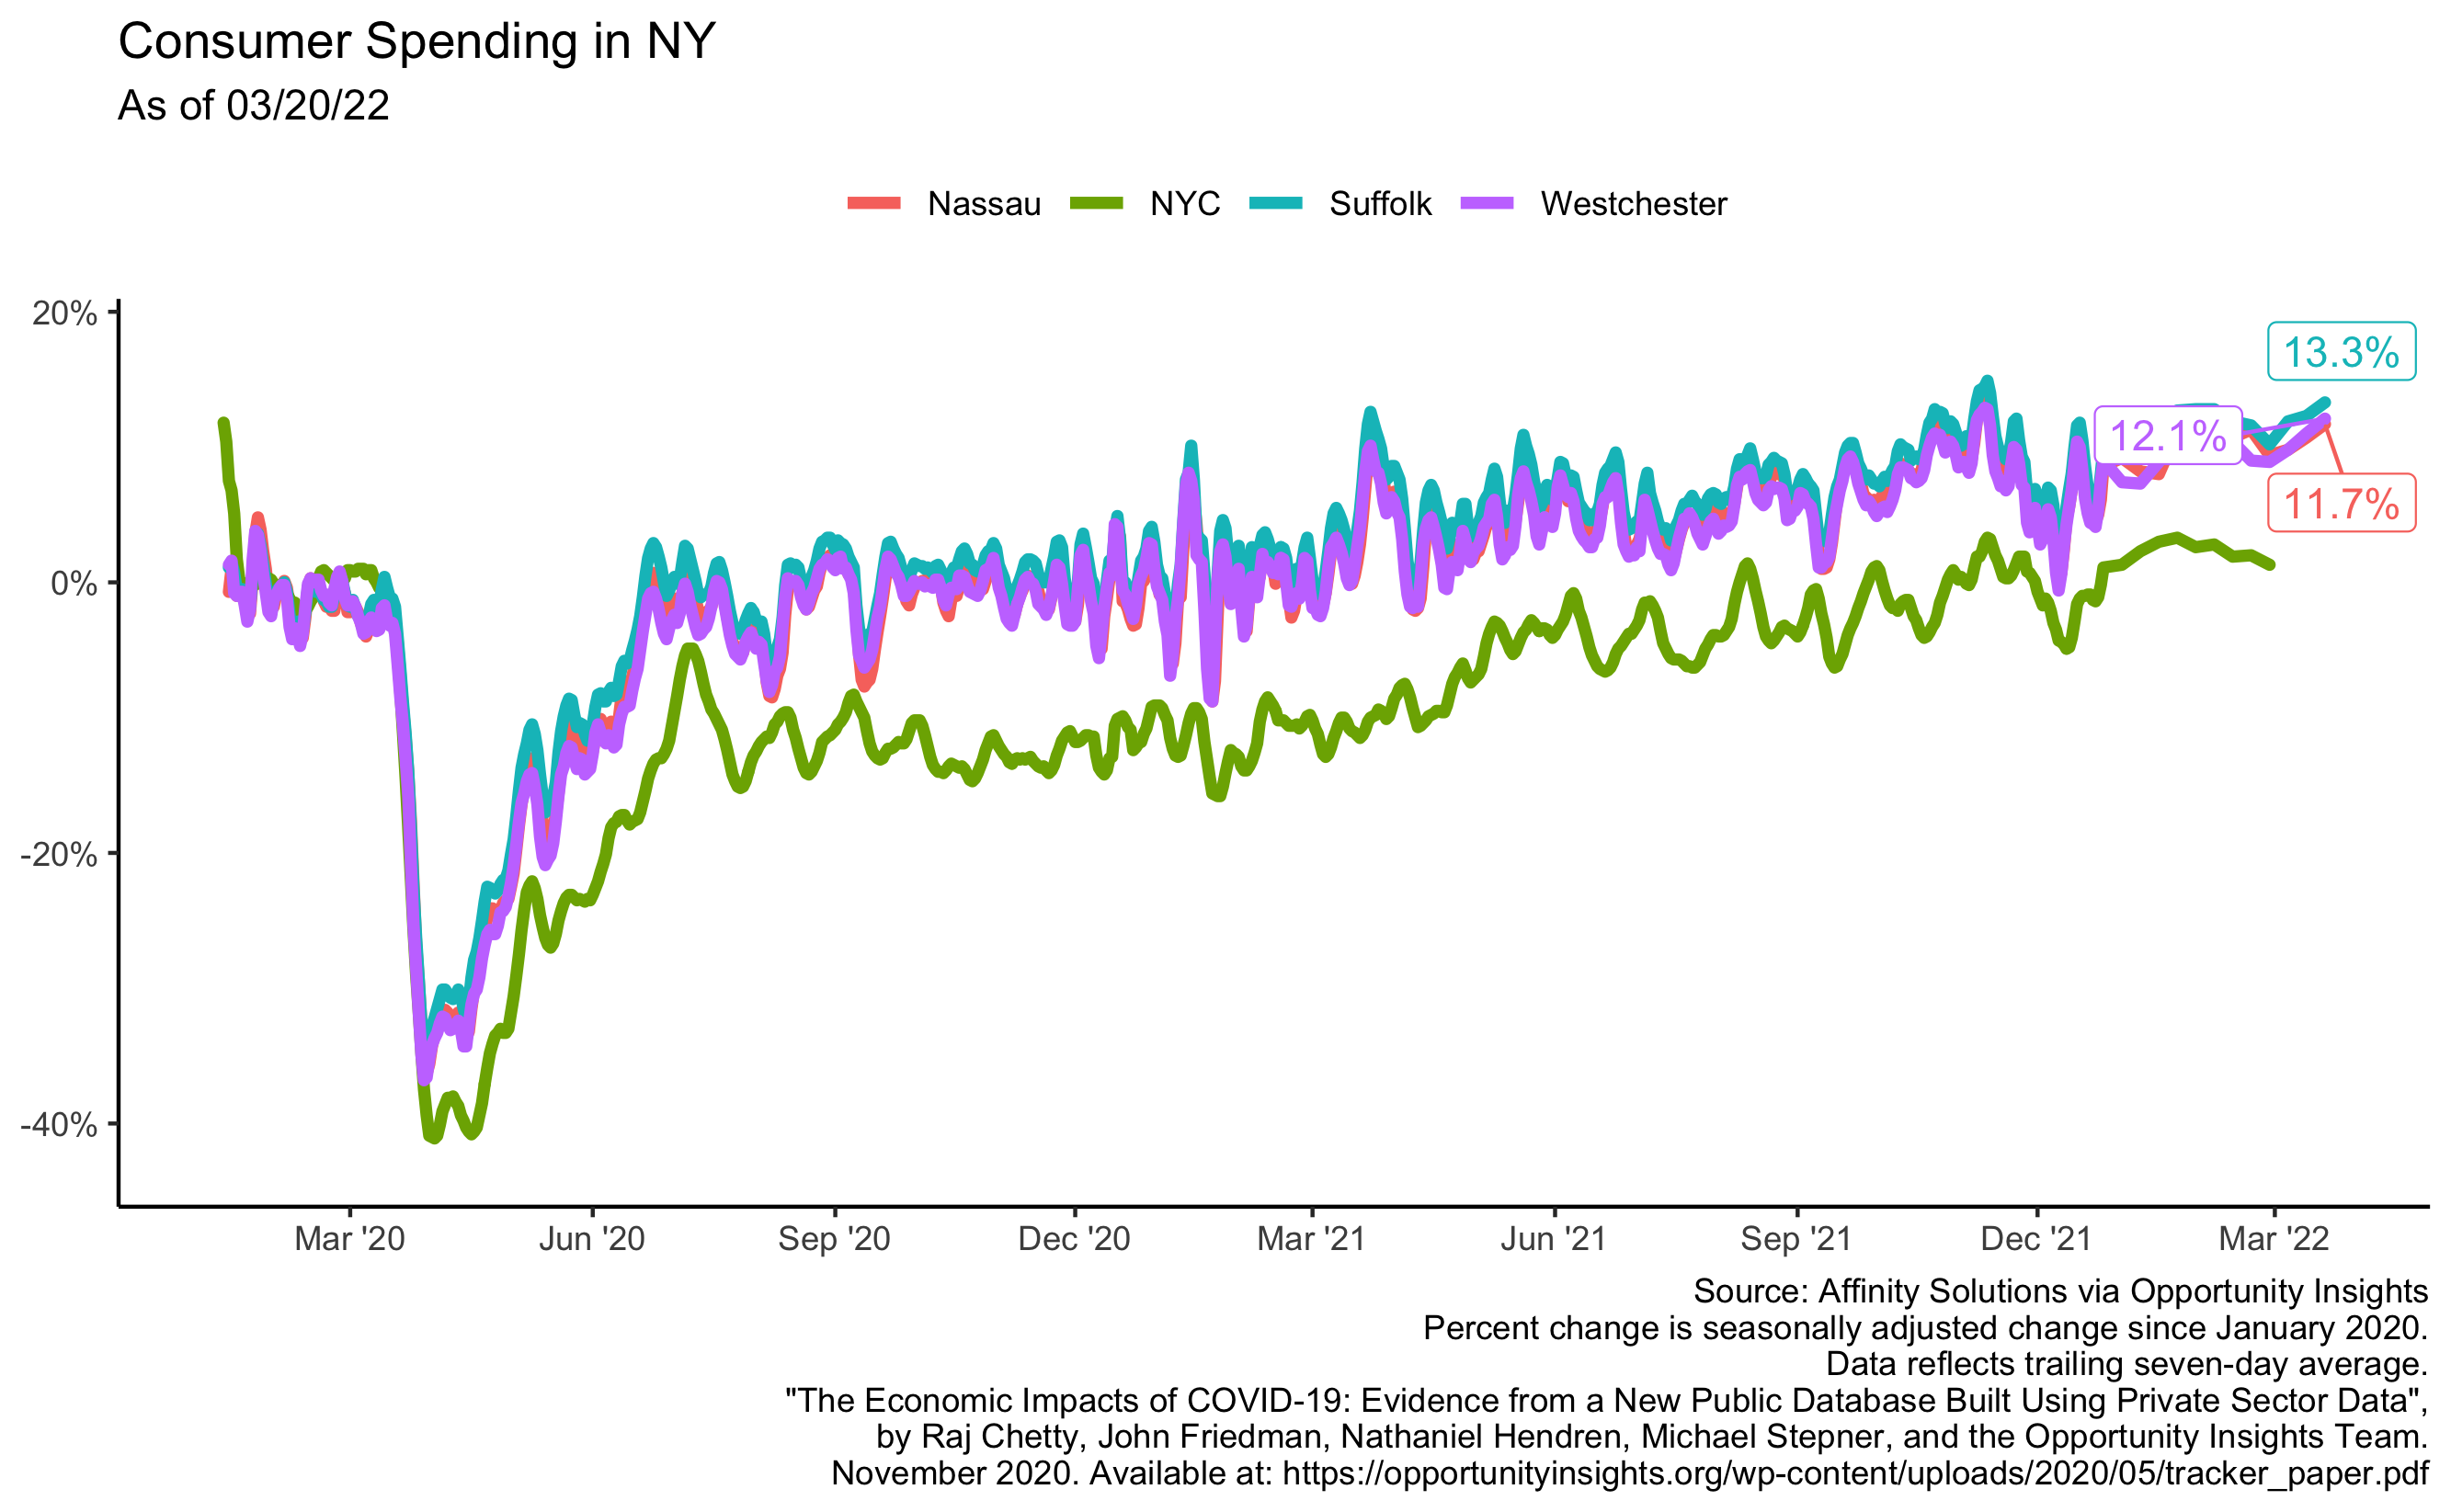 Consumer Spending in NY
As of 03/20/22
Nassau NYC Suffolk Westchester
20%
0%
-20%
-40%
13.3%
12.1%
11.7%
Mar '20 Jun '20 Sep '20 Dec '20 Mar '21 Jun '21 Sep '21 Dec '21 Mar '22
Source: Affinity Solutions via Opportunity Insights
Percent change is seasonally adjusted change since January 2020.
Data reflects trailing seven-day average.
"The Economic Impacts of COVID-19: Evidence from a New Public Database Built Using Private Sector Data",
by Raj Chetty, John Friedman, Nathaniel Hendren, Michael Stepner, and the Opportunity Insights Team.
November 2020. Available at: https://opportunityinsights.org/wp-content/uploads/2020/05/tracker_paper.pdf